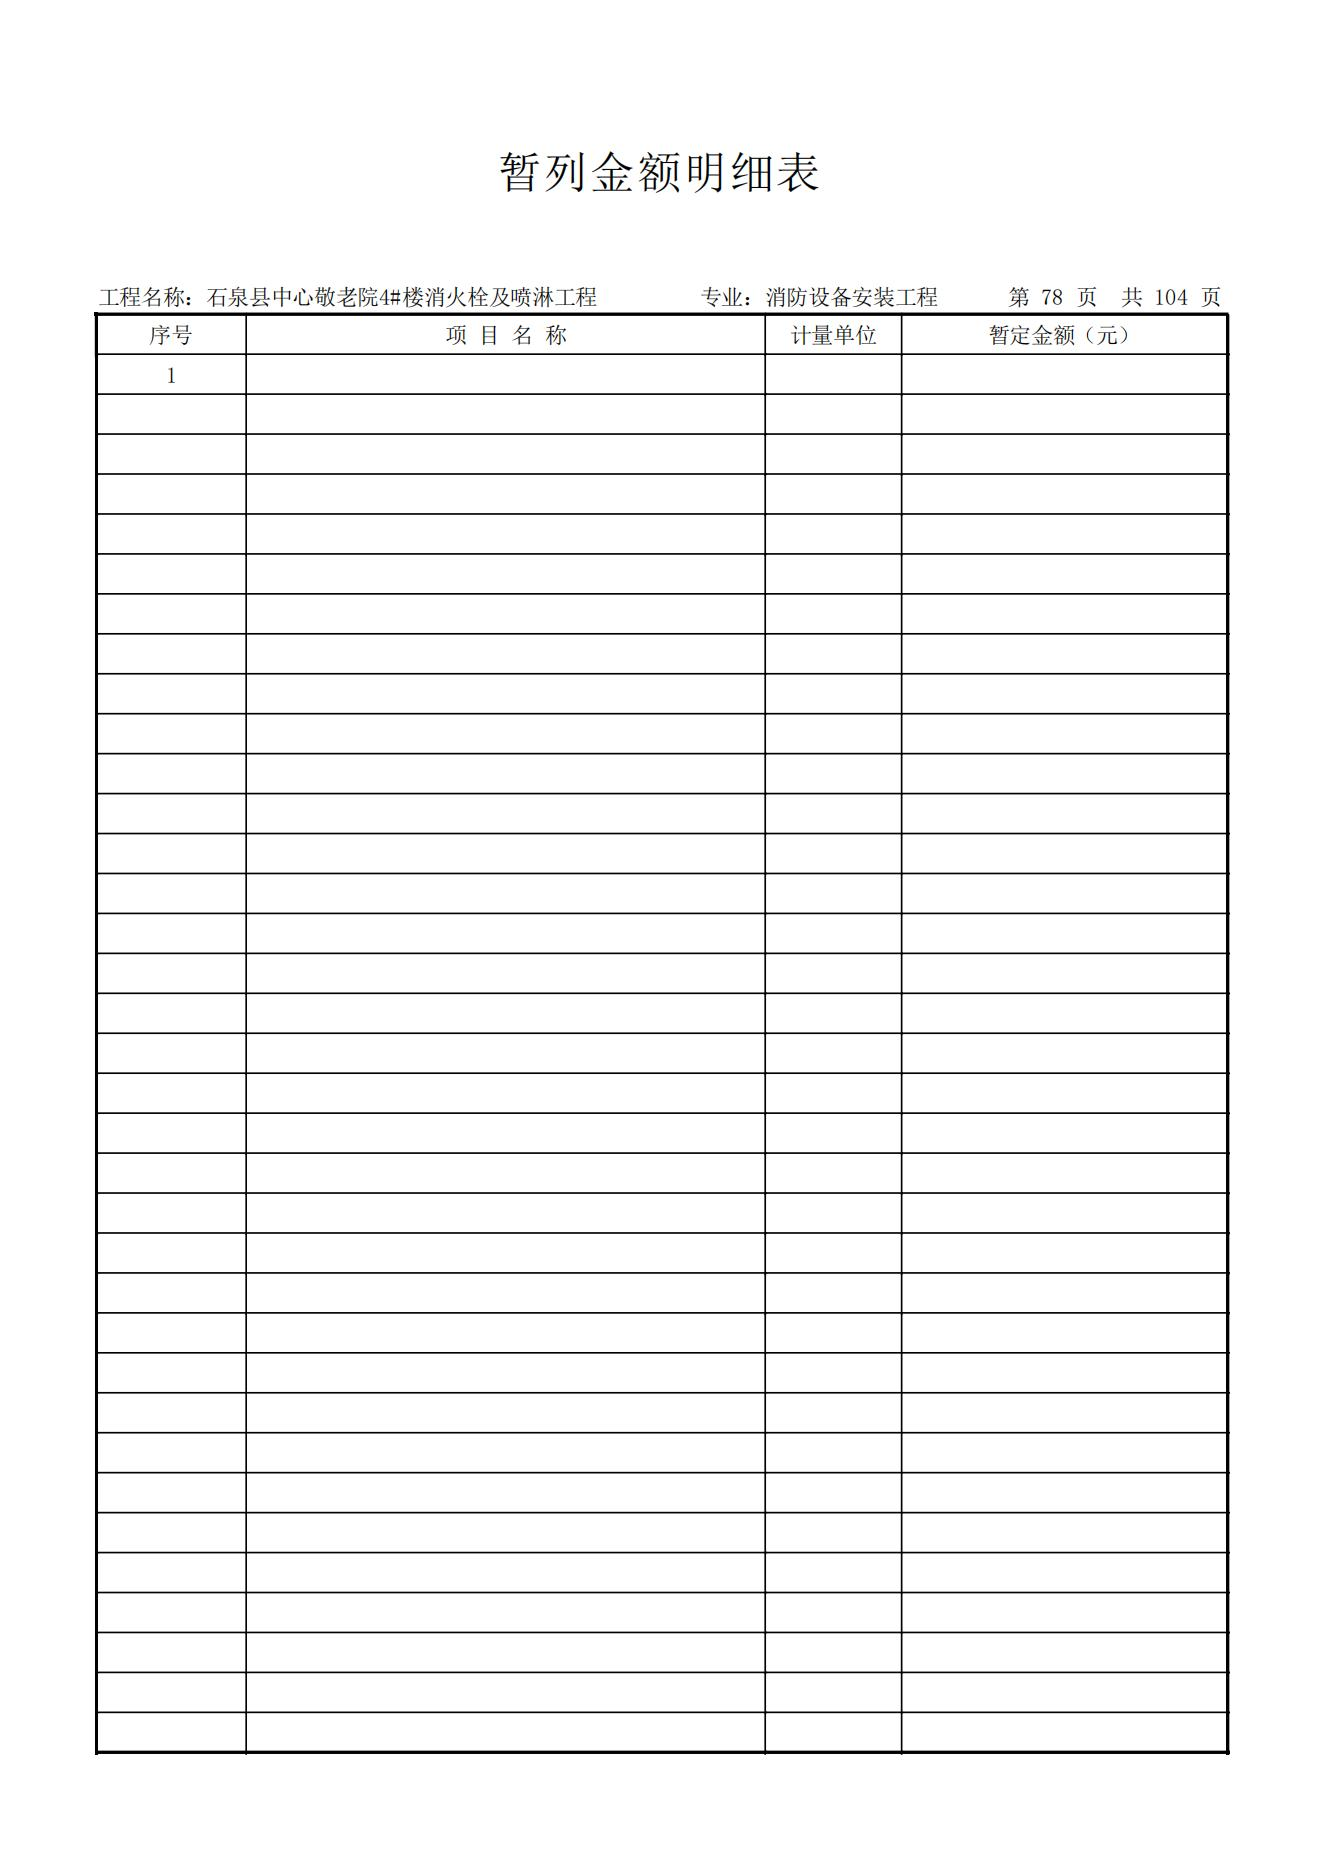 暂列金额明细表
工程名称：石泉县中心敬老院4#楼消火栓及喷淋工程 专业：消防设备安装工程 第 78 页 共 104 页
序号 项 目 名 称 计量单位 暂定金额（元）
1